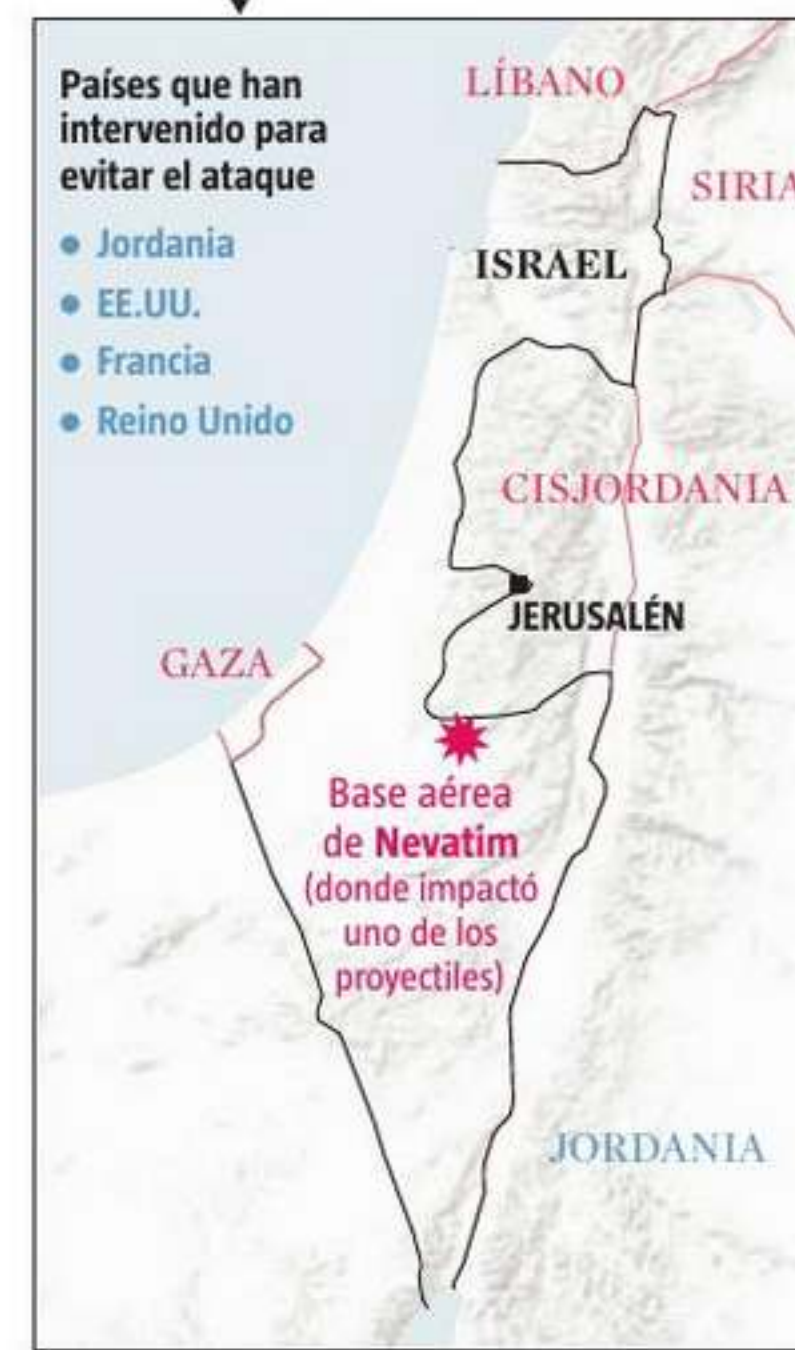 Países que han
intervenido para
evitar el ataque
• Jordania
• EE.UU.
• Francia
• Reino Unido
LÍBANO
SIRIA
ISRAEL
CISJORDANIA
JERUSALÉN
GAZA
Base aérea
de Nevatim
(donde impactó
uno de los
proyectiles)
JORDANIA